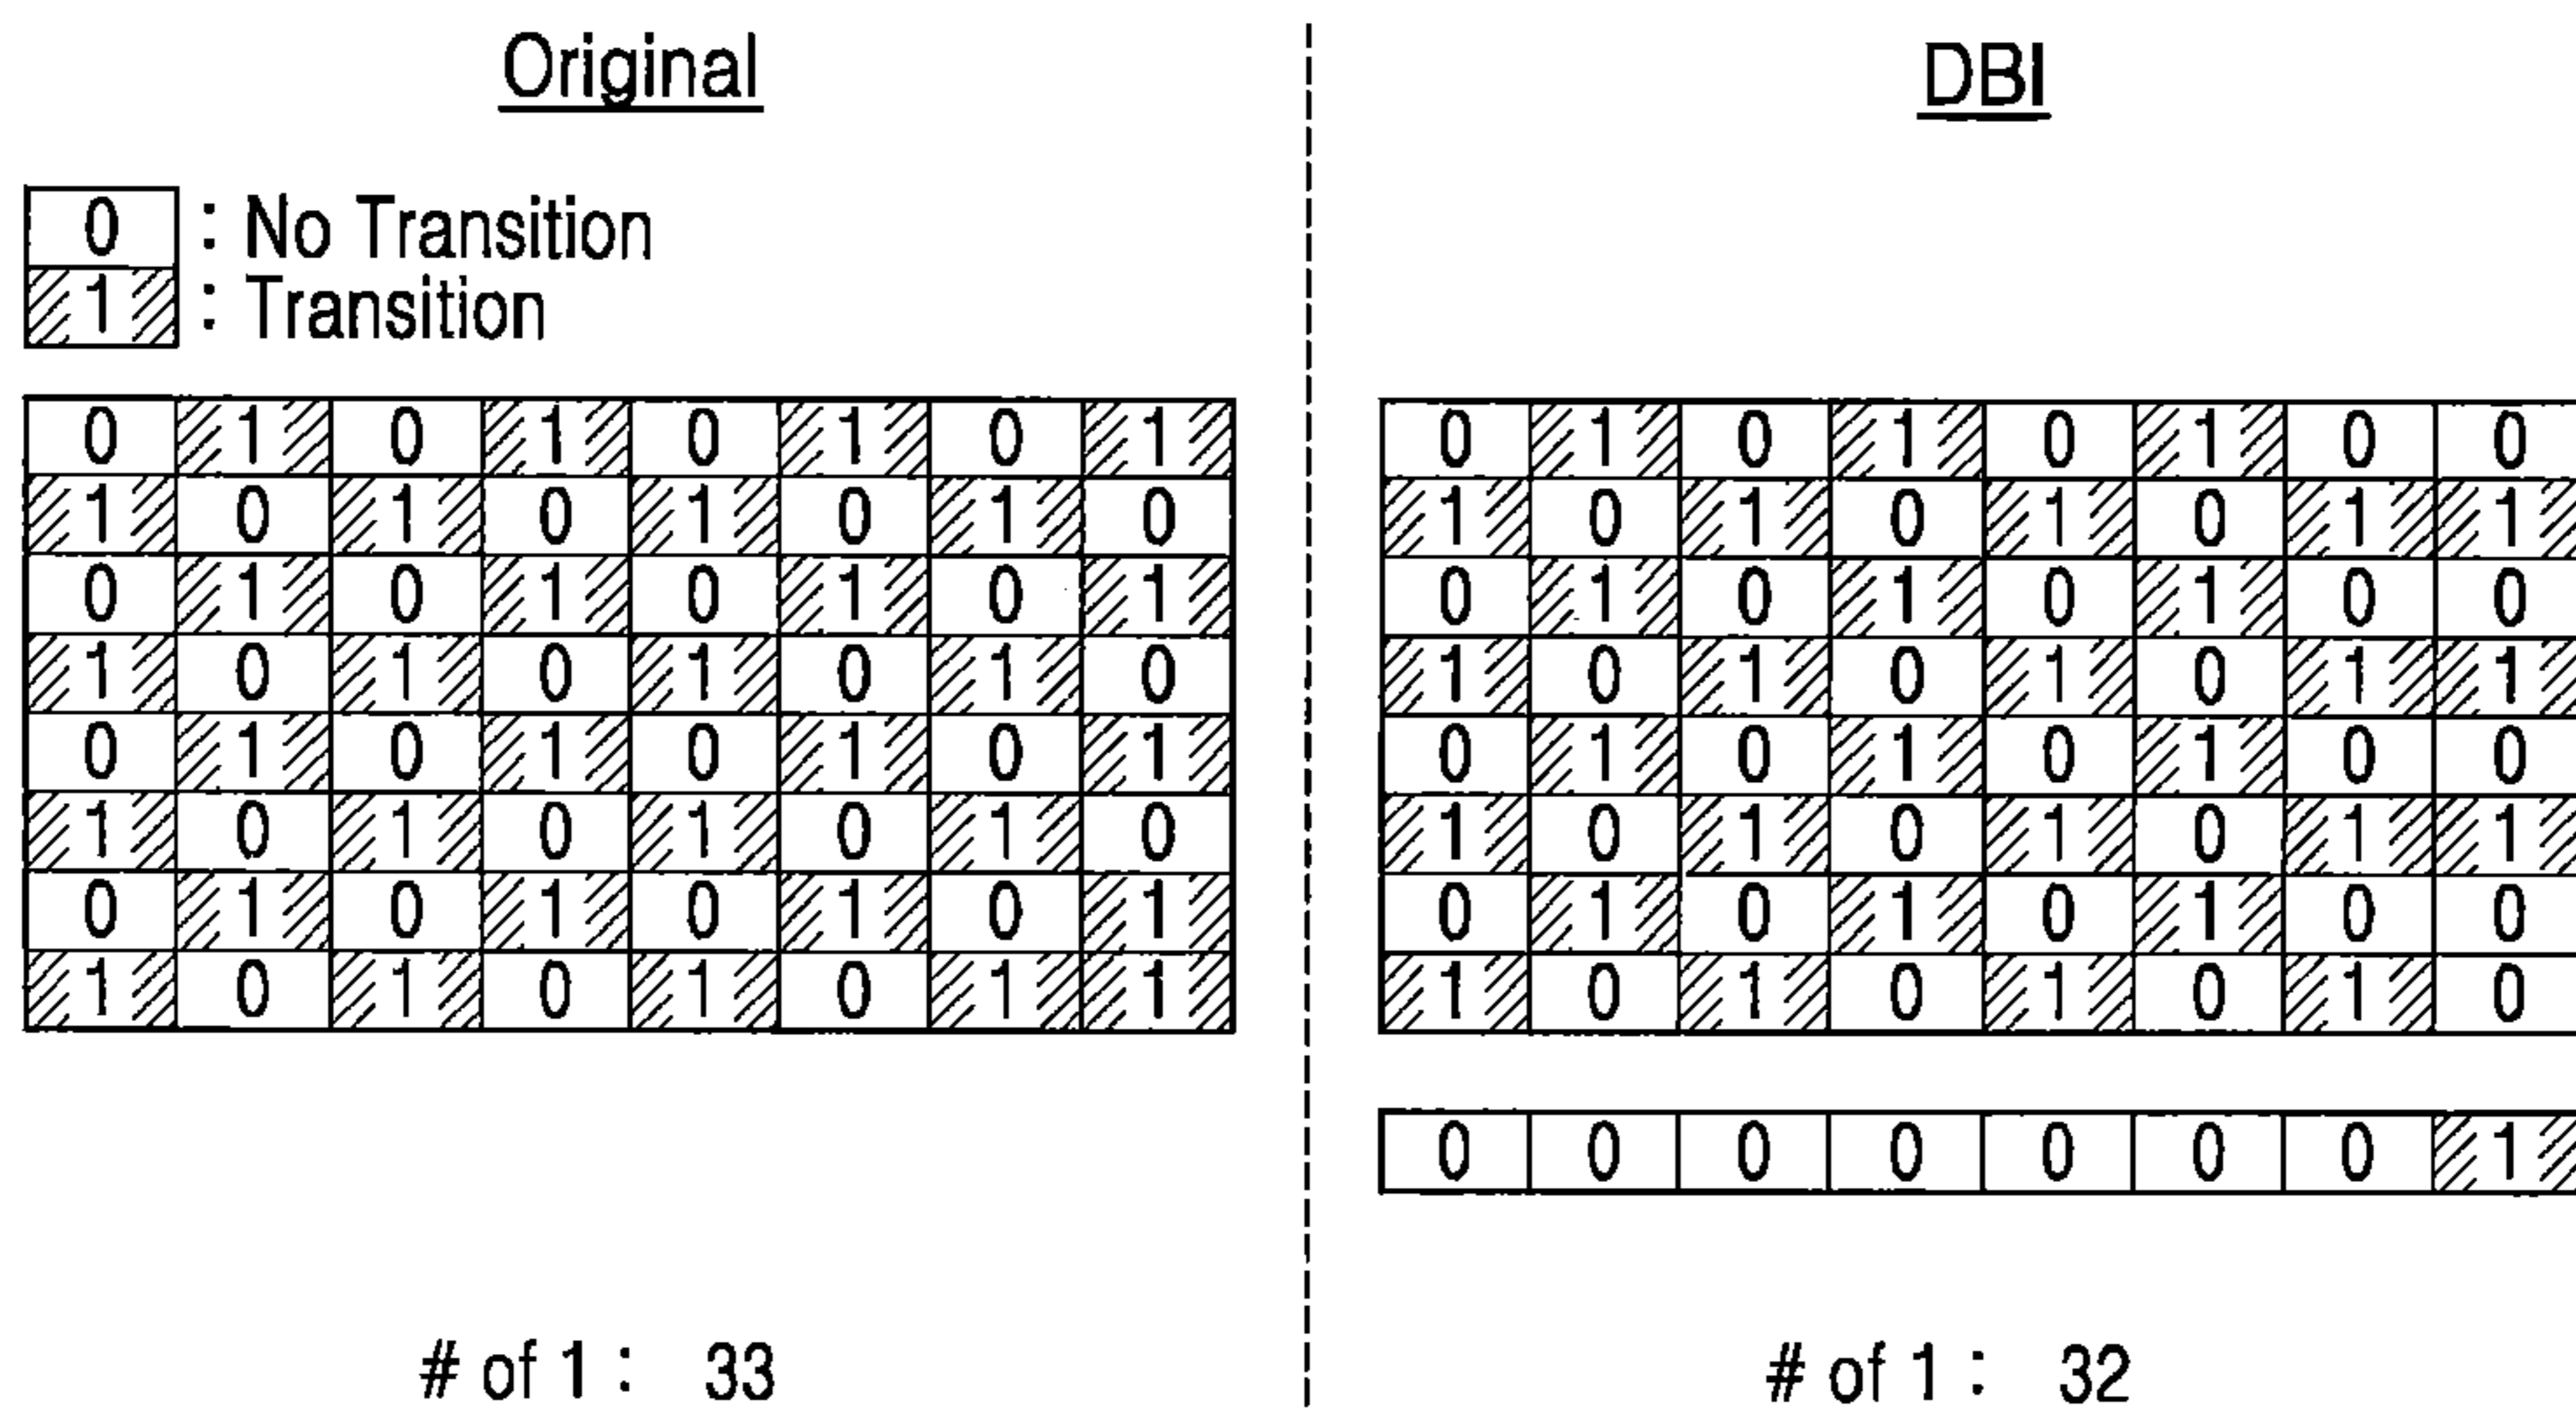 Original
0 : No Transition
1 : Transition
0 1 0 1 0 1 0 1
1 0 1 0 1 0 1 0
0 1 0 1 0 1 0 1
1 0 1 0 1 0 1 0
0 1 0 1 0 1 0 1
1 0 1 0 1 0 1 0
0 1 0 1 0 1 0 1
1 0 1 0 1 0 1 1
# of 1 : 33
DBI
0 1 0 1 0 1 0 0
1 0 1 0 1 0 1 1
0 1 0 1 0 1 0 0
1 0 1 0 1 0 1 1
0 1 0 1 0 1 0 0
1 0 1 0 1 0 1 1
0 1 0 1 0 1 0 0
1 0 1 0 1 0 1 0
0 0 0 0 0 0 0 1
# of 1 : 32